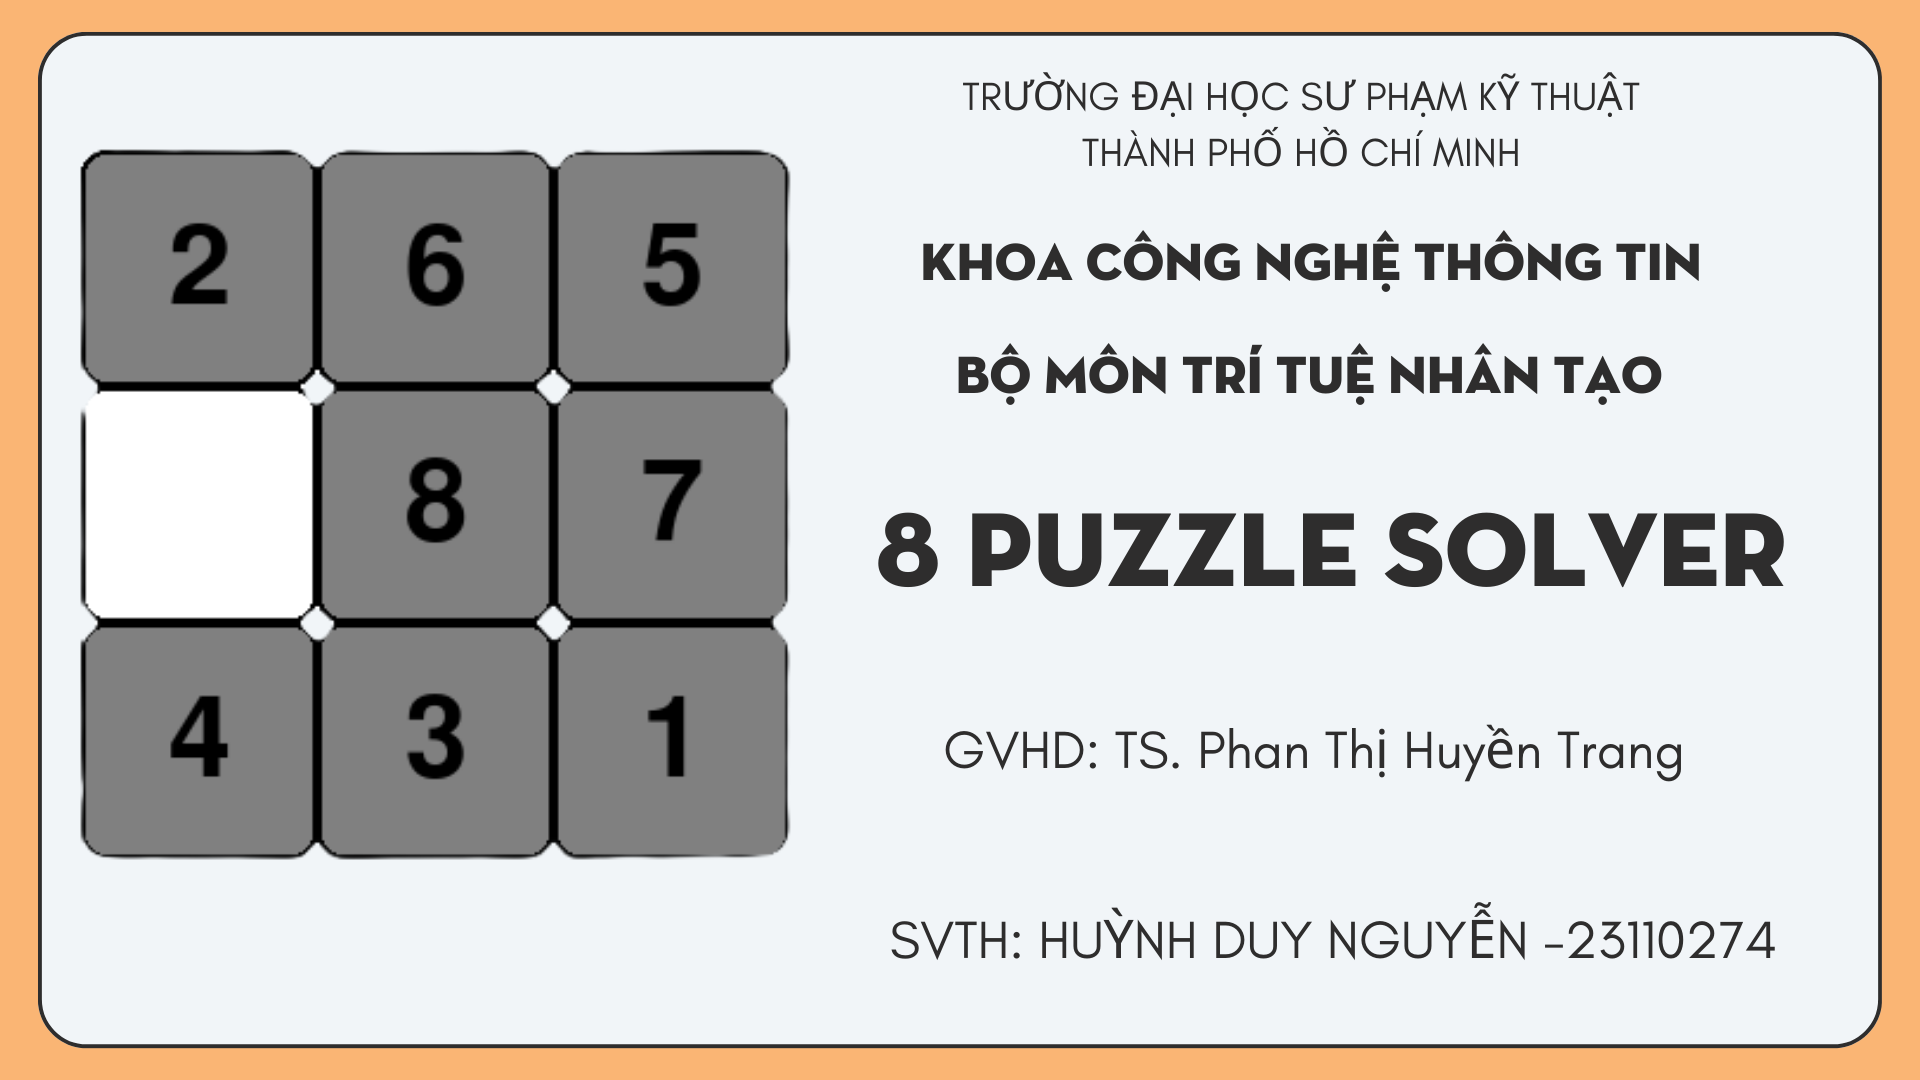 2 6 5
8 7
4 3 1
TRƯỜNG ĐẠI HỌC SƯ PHẠM KỸ THUẬT
THÀNH PHỐ HỒ CHÍ MINH
KHOA CÔNG NGHỆ THÔNG TIN
BỘ MÔN TRÍ TUỆ NHÂN TẠO
8 PUZZLE SOLVER
GVHD: TS. Phan Thị Huyền Trang
SVTH: HUỲNH DUY NGUYỄN -23110274